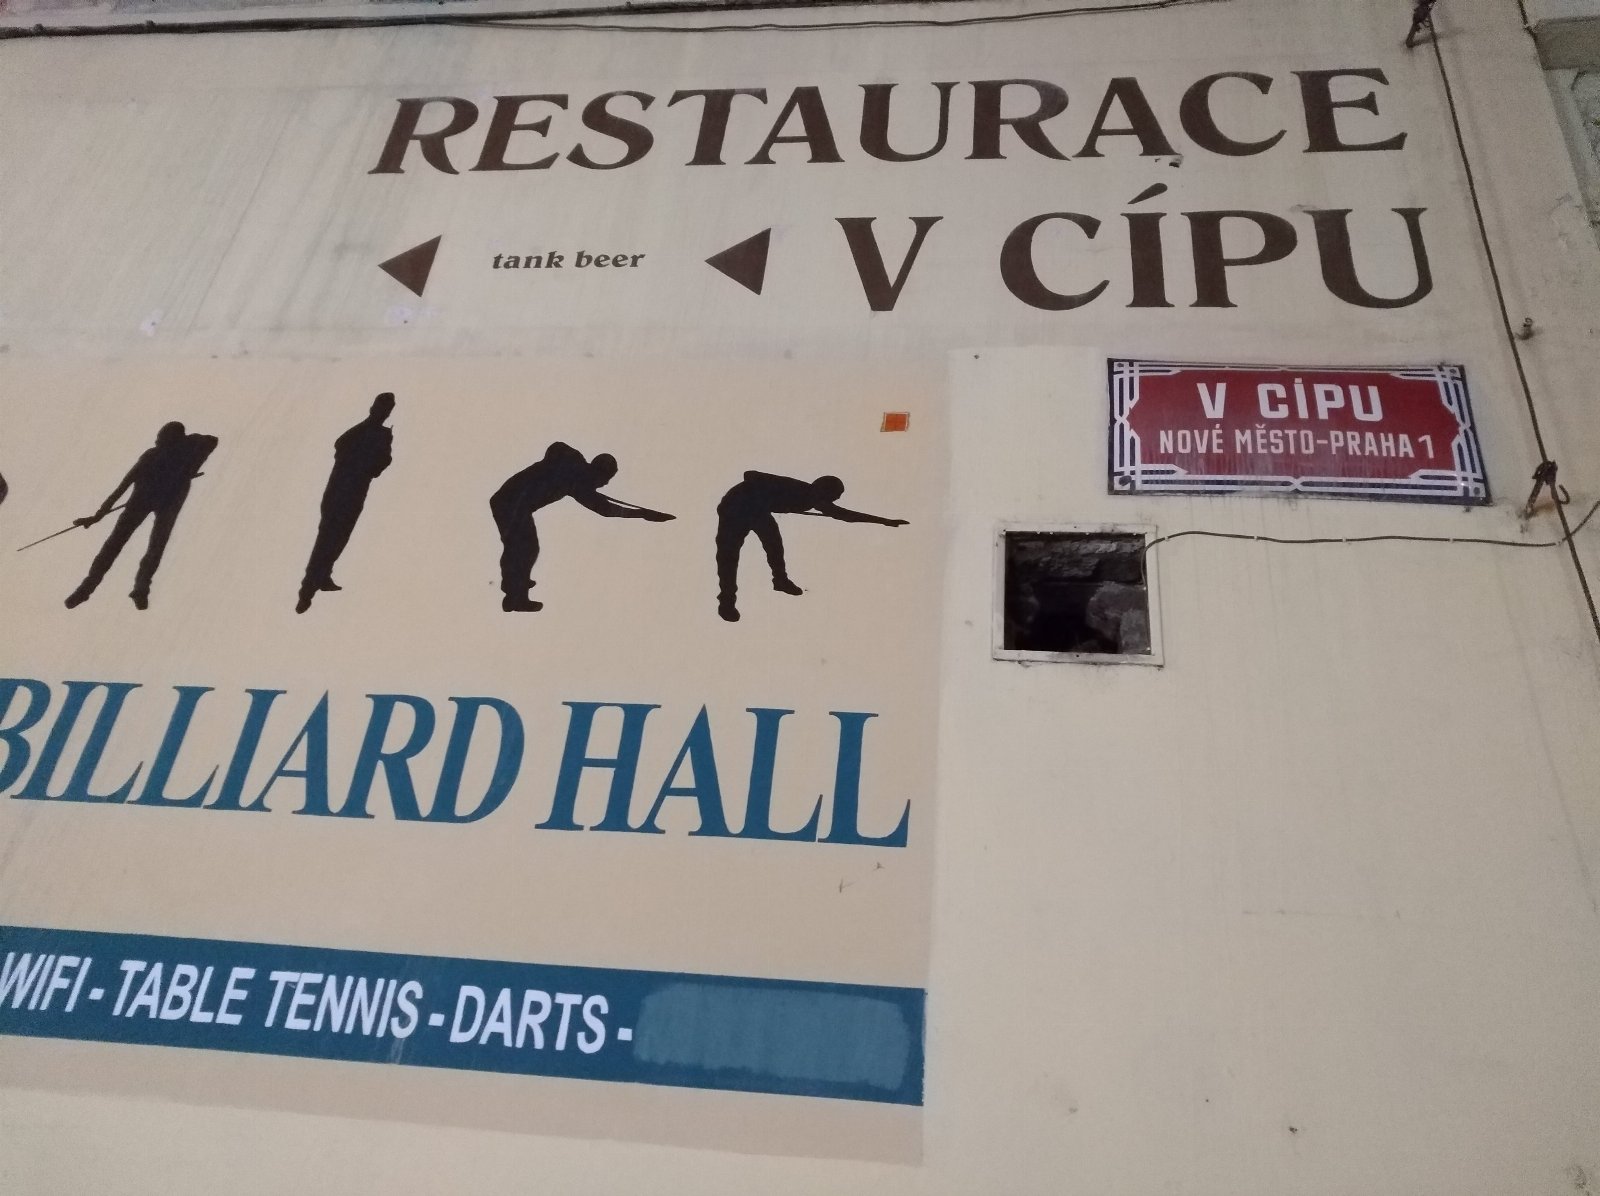 RESTAURACE
tank beer V CÍPU
V CÍPU
NOVÉ MĚSTO-PRAHA 1
BILLIARD HALL
WIFI - TABLE TENNIS - DARTS -